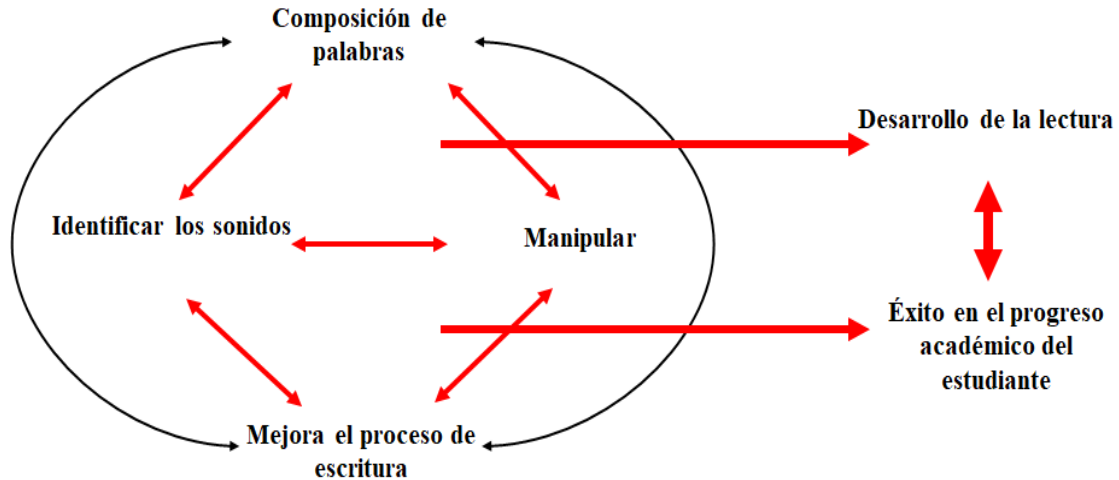 Composición de
palabras
Desarrollo de la lectura
Identificar los sonidos
Manipular
Éxito en el progreso
académico del
estudiante
Mejora el proceso de
escritura